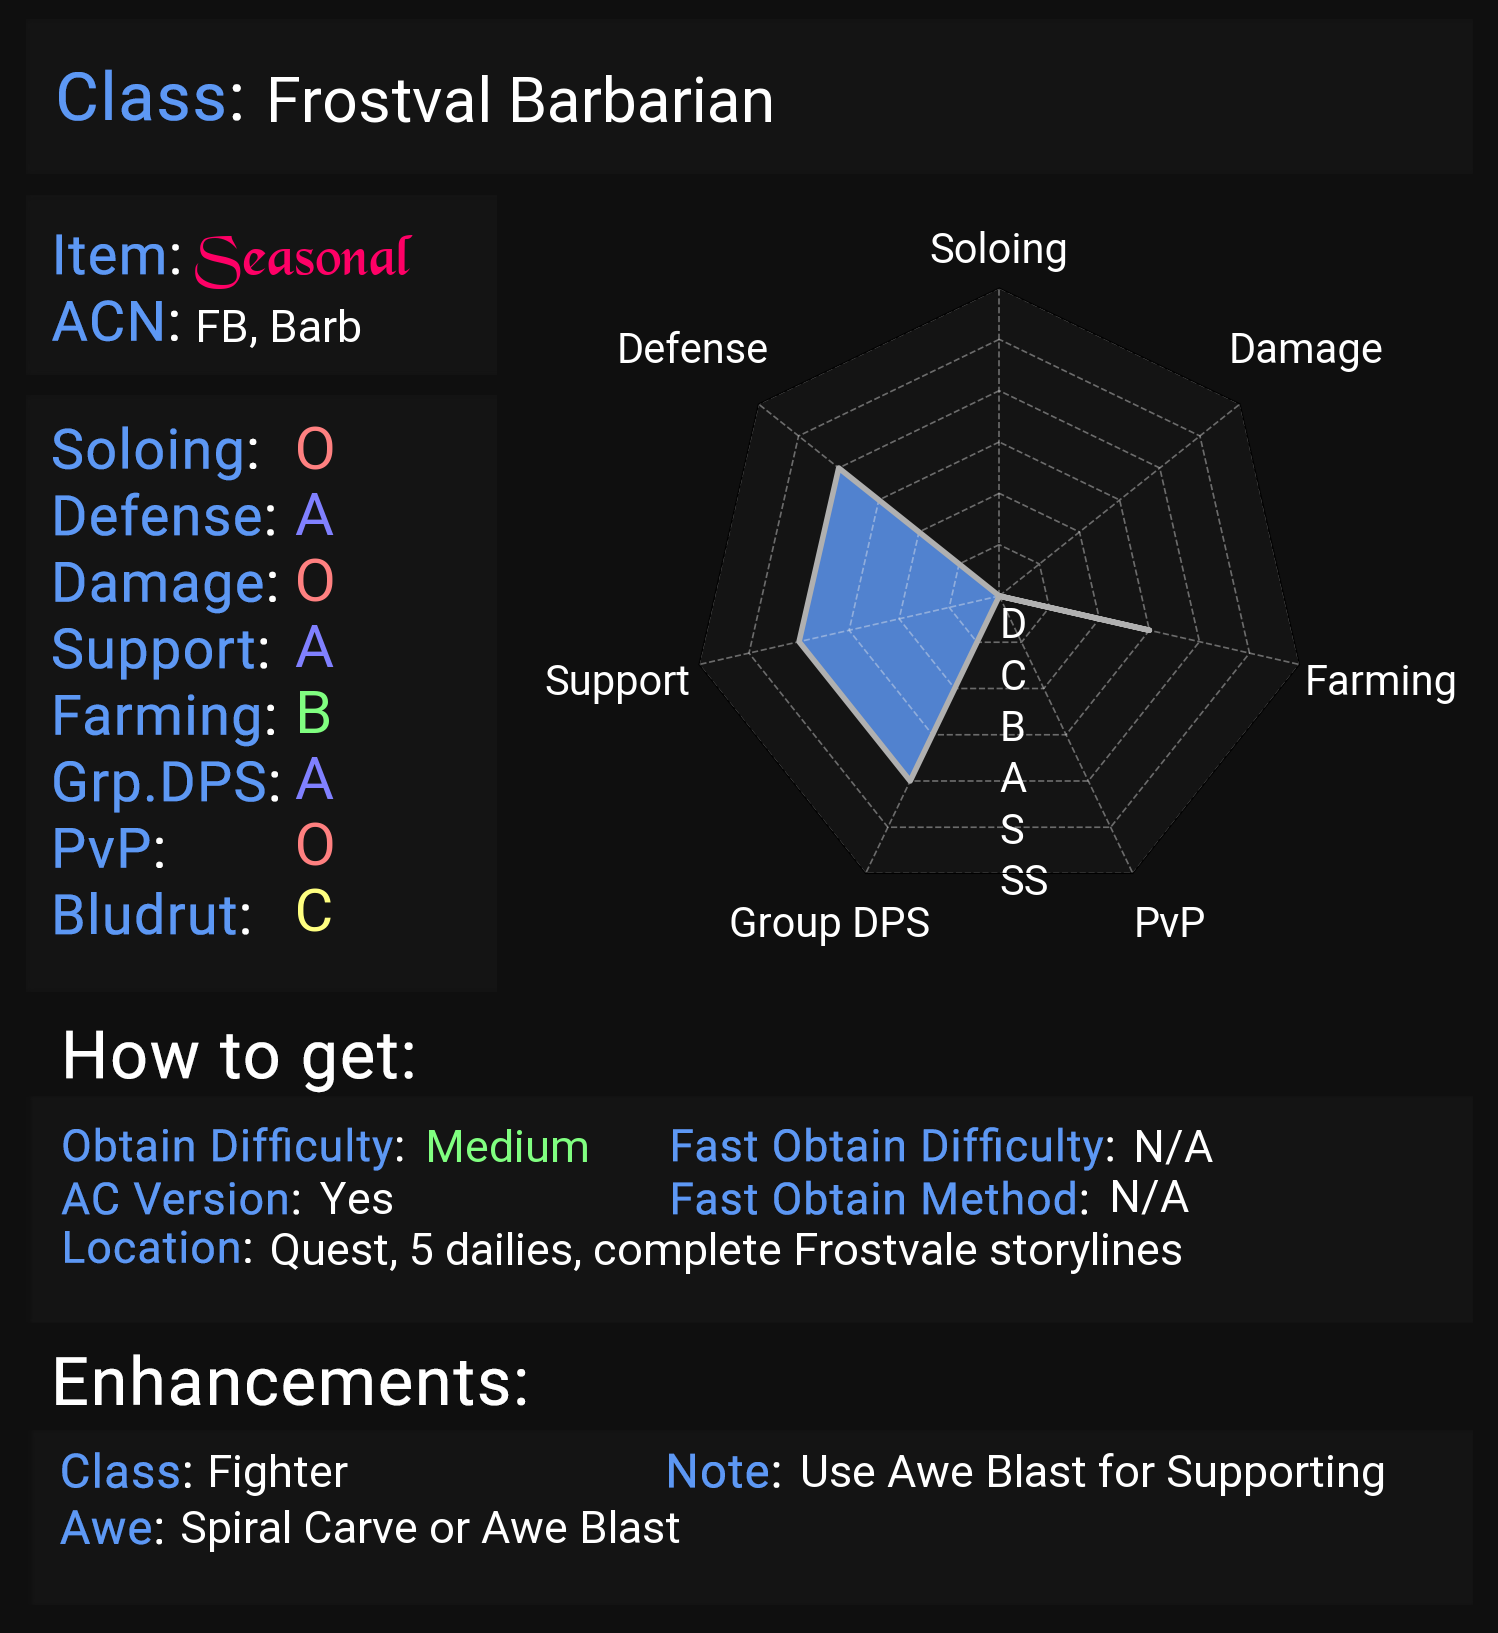 Class: Frostval Barbarian
Item: Seasonal
ACN: FB, Barb
Soloing: O
Defense: A
Damage: O
Support: A
Farming: B
Grp.DPS: A
PvP: O
Bludrut: C
Soloing
Defense
Damage
Support
Farming
D
C
B
A
S
SS
Group DPS
PvP
How to get:
Obtain Difficulty: Medium
Fast Obtain Difficulty: N/A
AC Version: Yes
Fast Obtain Method: N/A
Location: Quest, 5 dailies, complete Frostvale storylines
Enhancements:
Class: Fighter
Note: Use Awe Blast for Supporting
Awe: Spiral Carve or Awe Blast